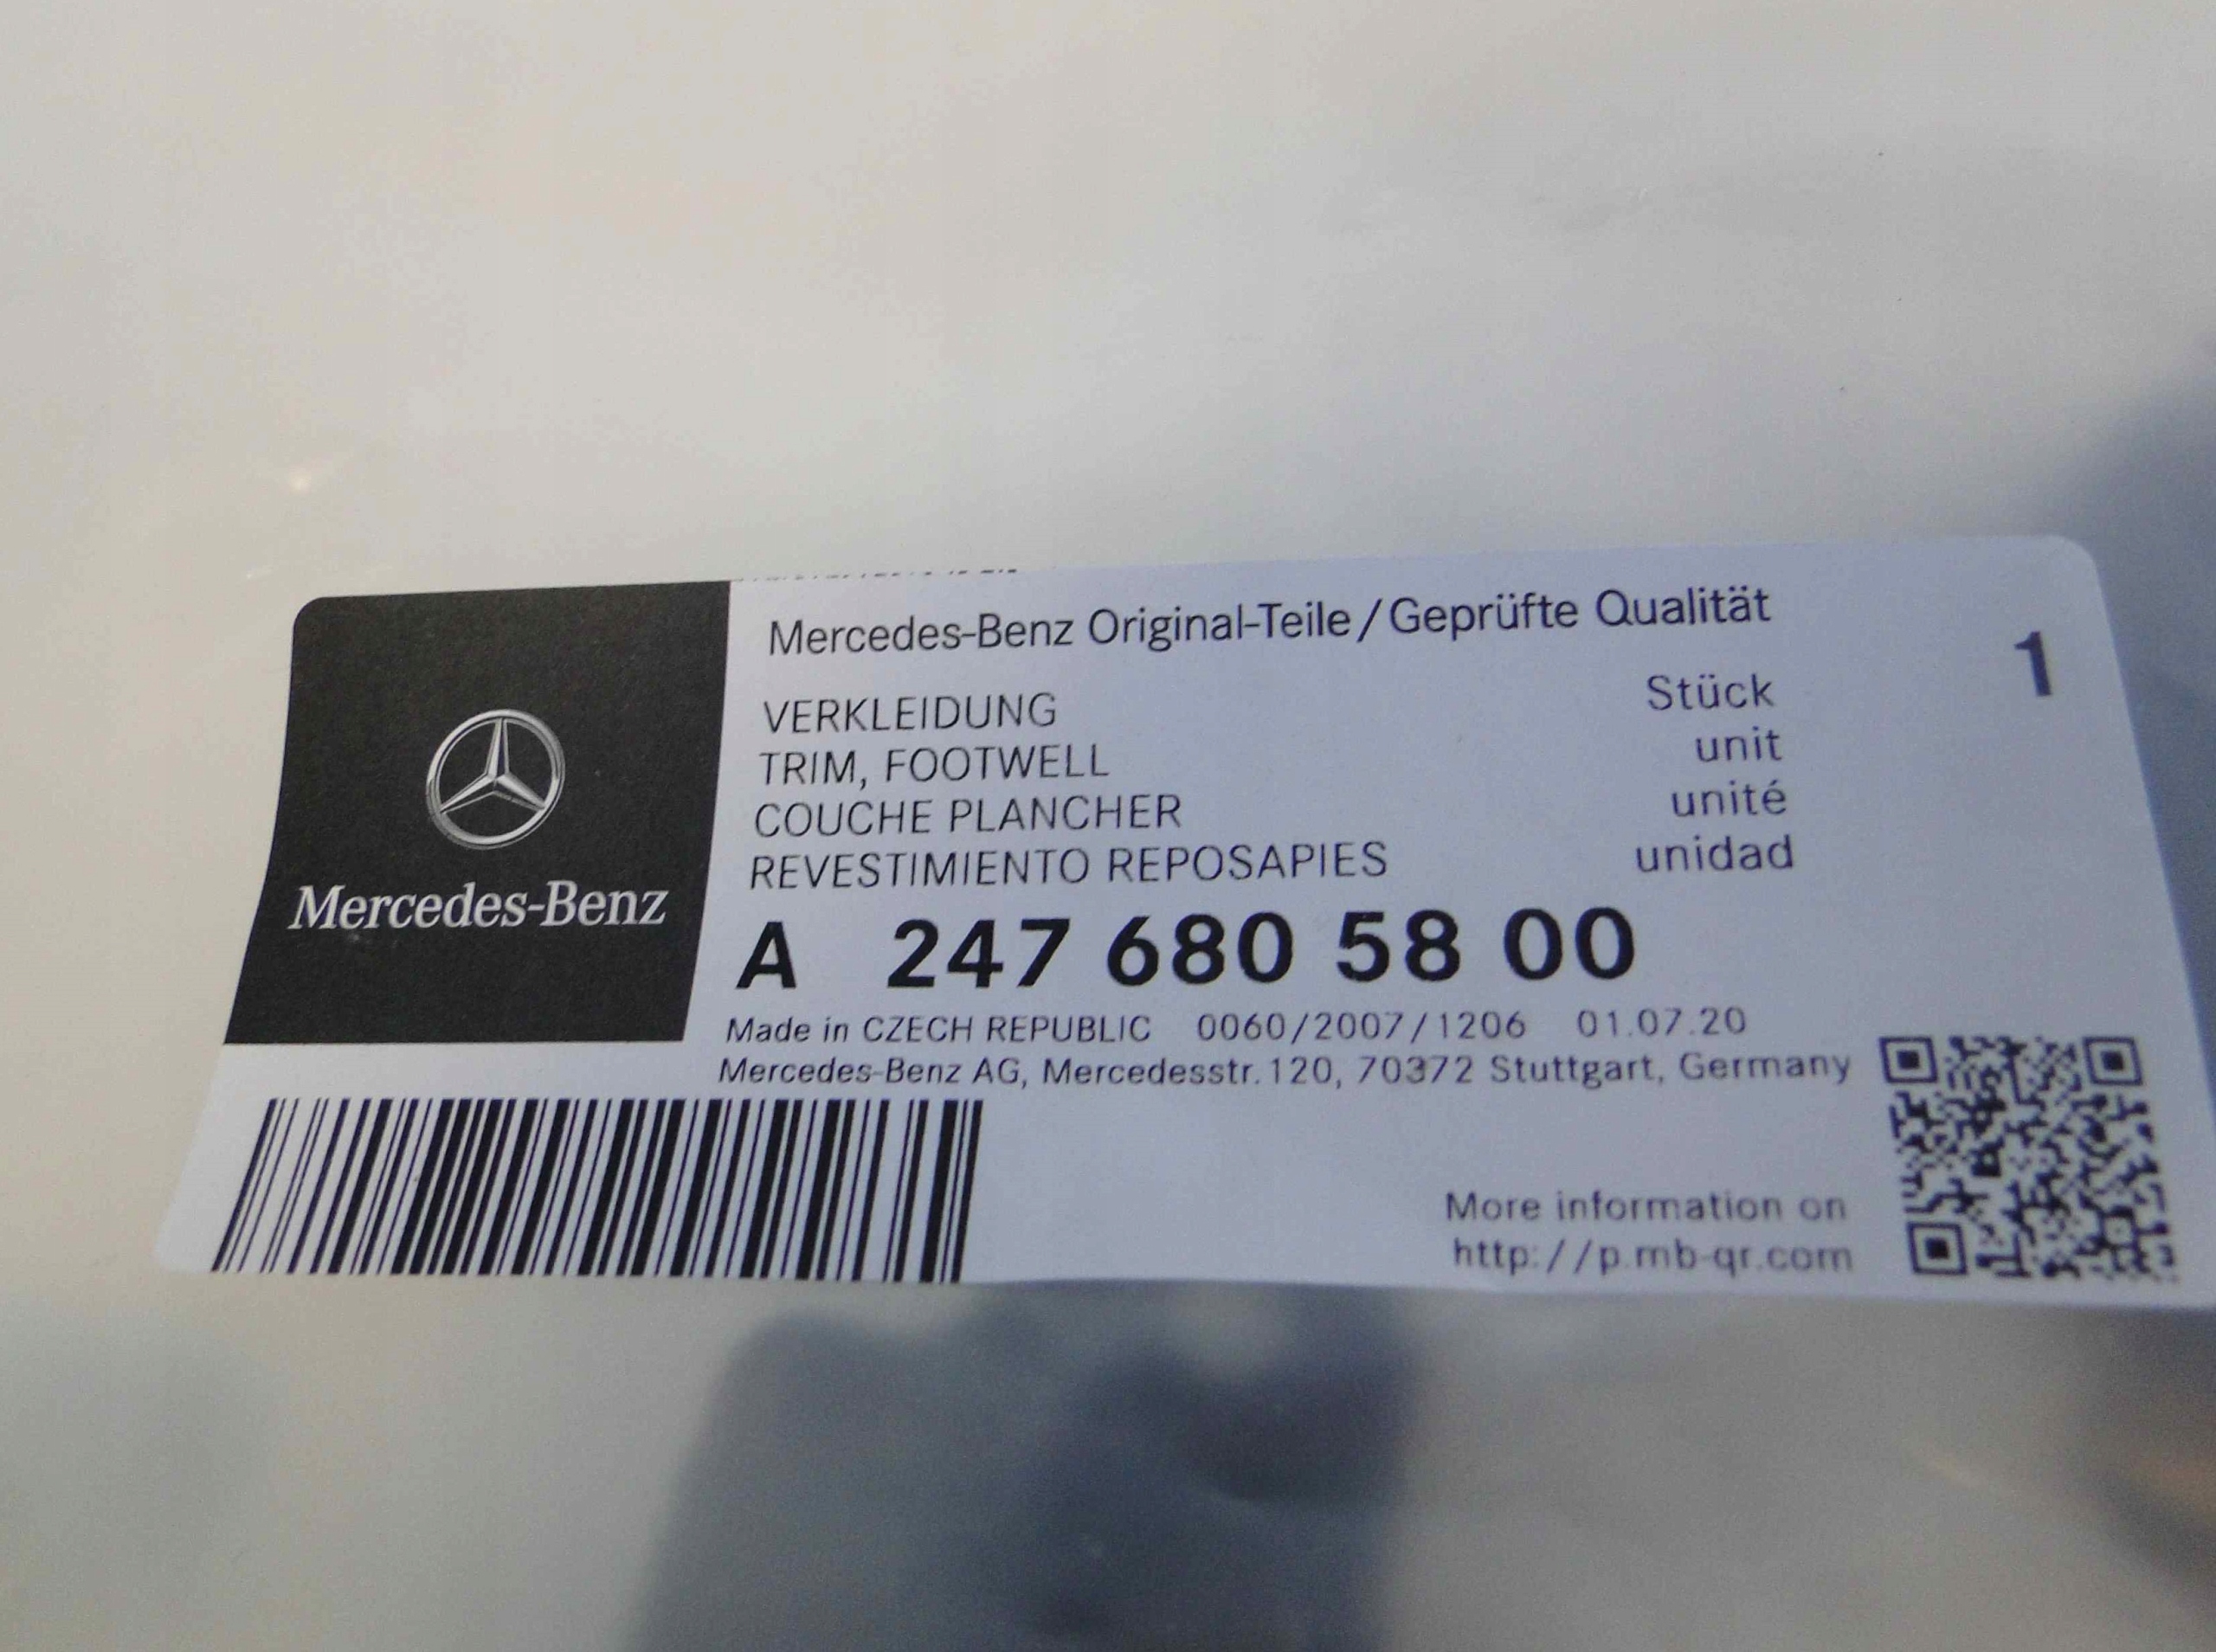 Mercedes-Benz
Mercedes-Benz Original-Teile/Geprüfte Qualität
VERKLEIDUNG Stück 1
TRIM, FOOTWELL unit
COUCHE PLANCHER unité
REVESTIMIENTO REPOSAPIES unidad
A 247 680 58 00
Made in CZECH REPUBLIC 0060/2007/1206 01.07.20
Mercedes-Benz AG, Mercedesstr. 120, 70372 Stuttgart, Germany
More information on
http://p.mb-qr.com